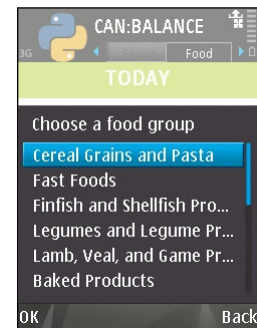 CAN:BALANCE
3G
Food
TODAY
Choose a food group
Cereal Grains and Pasta
Fast Foods
Finfish and Shellfish Pro...
Legumes and Legume Pr...
Lamb, Veal, and Game Pr...
Baked Products
OK Back